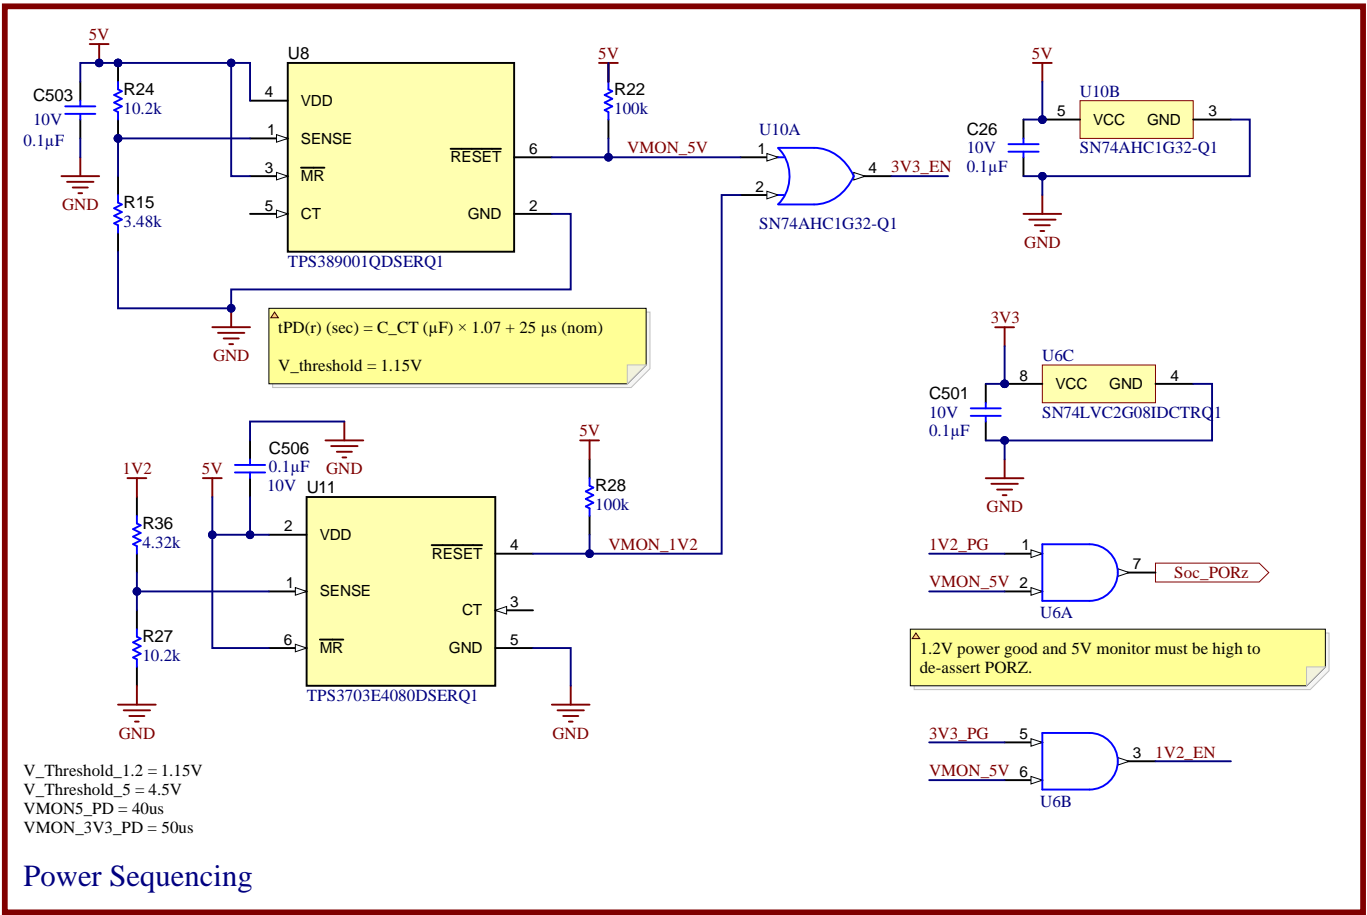 5V
U8
C503
10V
0.1µF
R24
10.2k
R15
3.48k
GND
4
VDD
1
SENSE
3
MR
5
CT
RESET
6
GND
2
TPS389001QDSERQ1
GND
5V
R22
100k
VMON_5V
U10A
1
2
4
3V3_EN
SN74AHC1G32-Q1
5V
U10B
5
VCC
GND
3
SN74AHC1G32-Q1
C26
10V
0.1µF
GND
tPD(r) (sec) = C_CT (µF) × 1.07 + 25 µs (nom)
V_threshold = 1.15V
3V3
U6C
8
VCC
GND
4
SN74LVC2G08IDCTRQ1
C501
10V
0.1µF
GND
1V2
5V
C506
0.1µF
10V
GND
U11
R36
4.32k
R27
10.2k
GND
2
VDD
1
SENSE
6
MR
RESET
4
CT
3
GND
5
TPS3703E4080DSERQ1
GND
5V
R28
100k
VMON_1V2
1V2_PG
1
VMON_5V
2
7
Soc_PORz
U6A
1.2V power good and 5V monitor must be high to
de-assert PORZ.
3V3_PG
5
VMON_5V
6
3
1V2_EN
U6B
V_Threshold_1.2 = 1.15V
V_Threshold_5 = 4.5V
VMON5_PD = 40us
VMON_3V3_PD = 50us
Power Sequencing